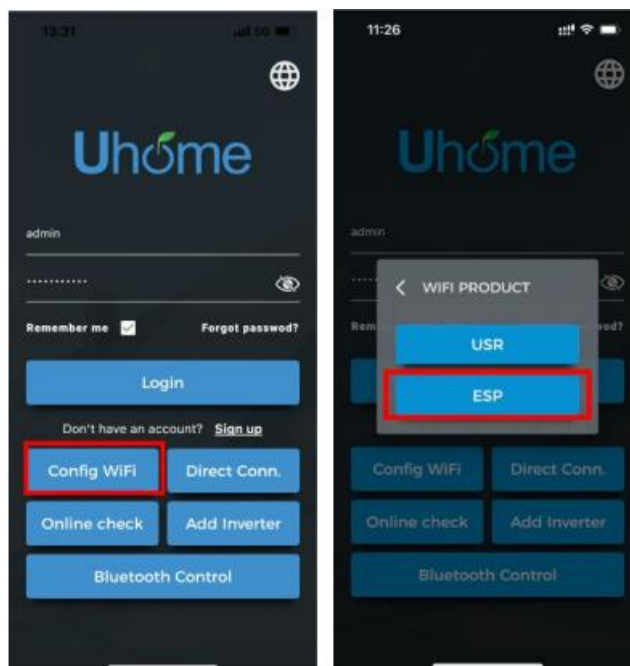 13:31 5G
Uhome
admin
Remember me Forgot passwod?
Login
Don't have an account? Sign up
Config WiFi Direct Conn.
Online check Add Inverter
Bluetooth Control
11:26
Uhome
admin
WIFI PRODUCT
USR
ESP
Config WiFi Direct Conn.
Online check Add Inverter
Bluetooth Control